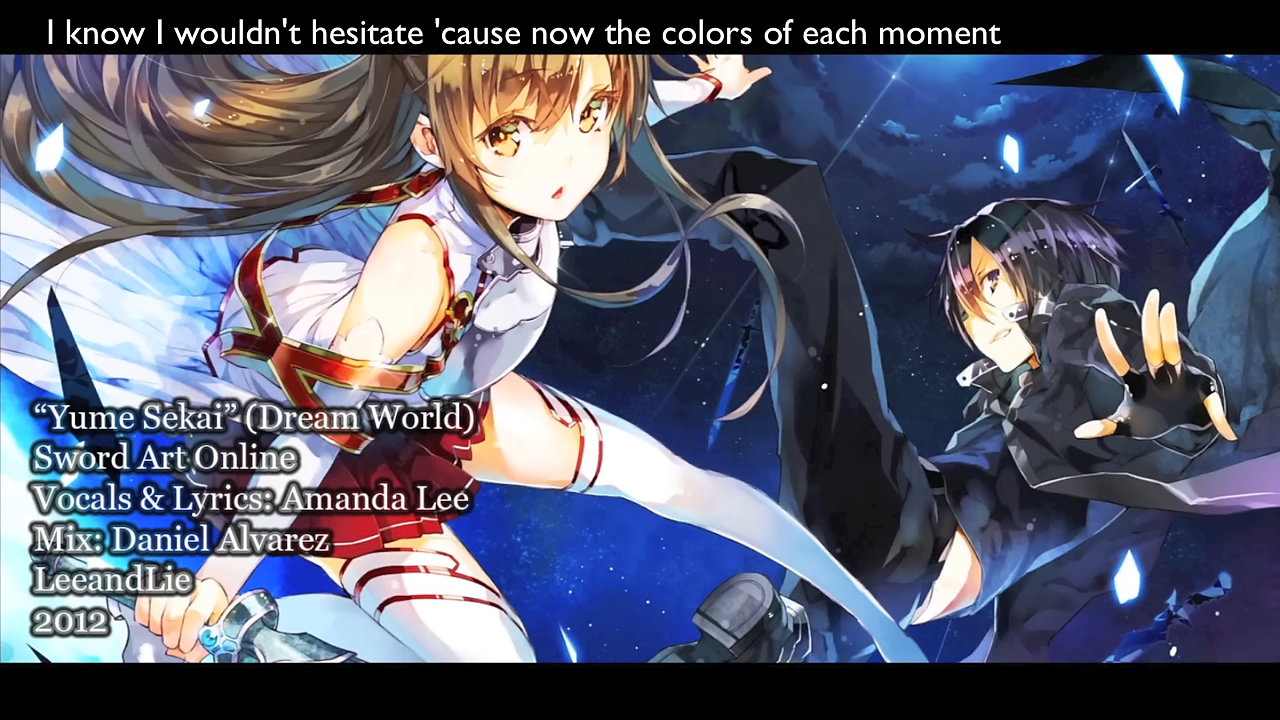 I know I wouldn't hesitate 'cause now the colors of each moment
“Yume Sekai” (Dream World)
Sword Art Online
Vocals & Lyrics: Amanda Lee
Mix: Daniel Alvarez
LeeandLie
2012